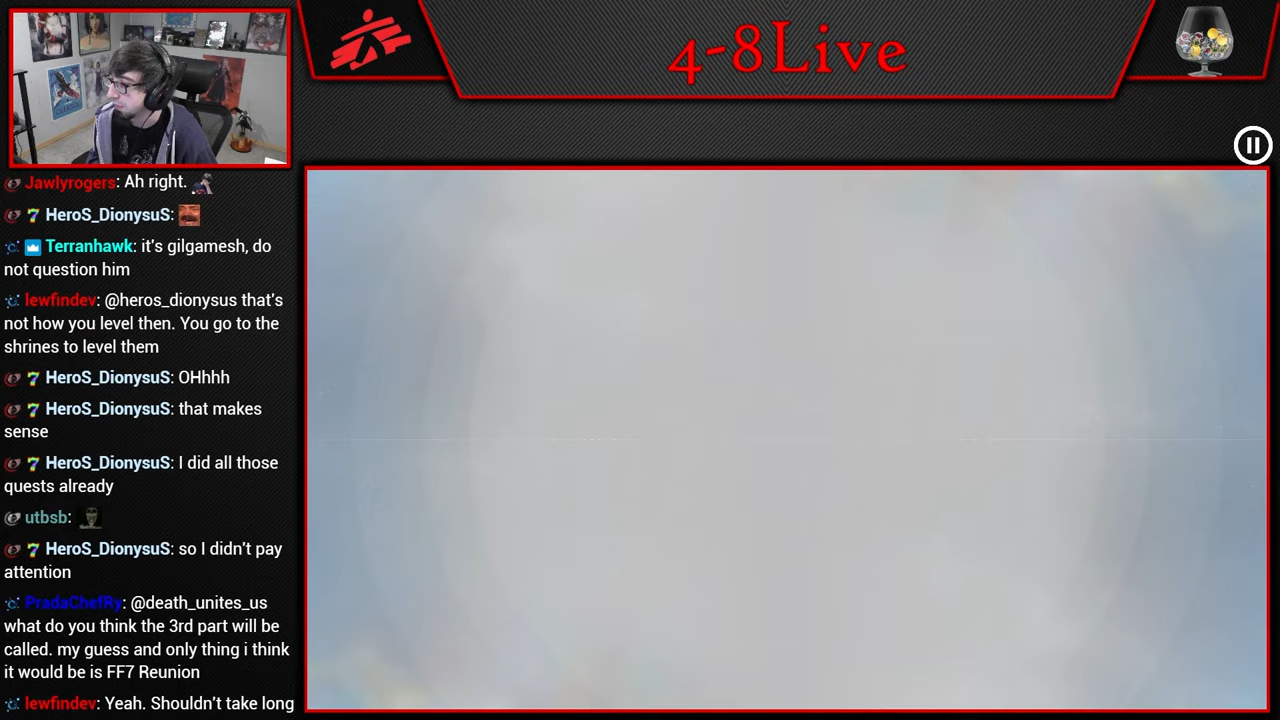 4-8Live
Jawlyrogers: Ah right.
HeroS_DionysuS:
Terranhawk: it's gilgamesh, do
not question him
lewfindev: @heros_dionysus that's
not how you level then. You go to the
shrines to level them
HeroS_DionysuS: OHhhh
HeroS_DionysuS: that makes
sense
HeroS_DionysuS: I did all those
quests already
utbsb:
HeroS_DionysuS: so I didn't pay
attention
PradaChefRy: @death_unites_us
what do you think the 3rd part will be
called. my guess and only thing i think
it would be is FF7 Reunion
lewfindev: Yeah. Shouldn't take long